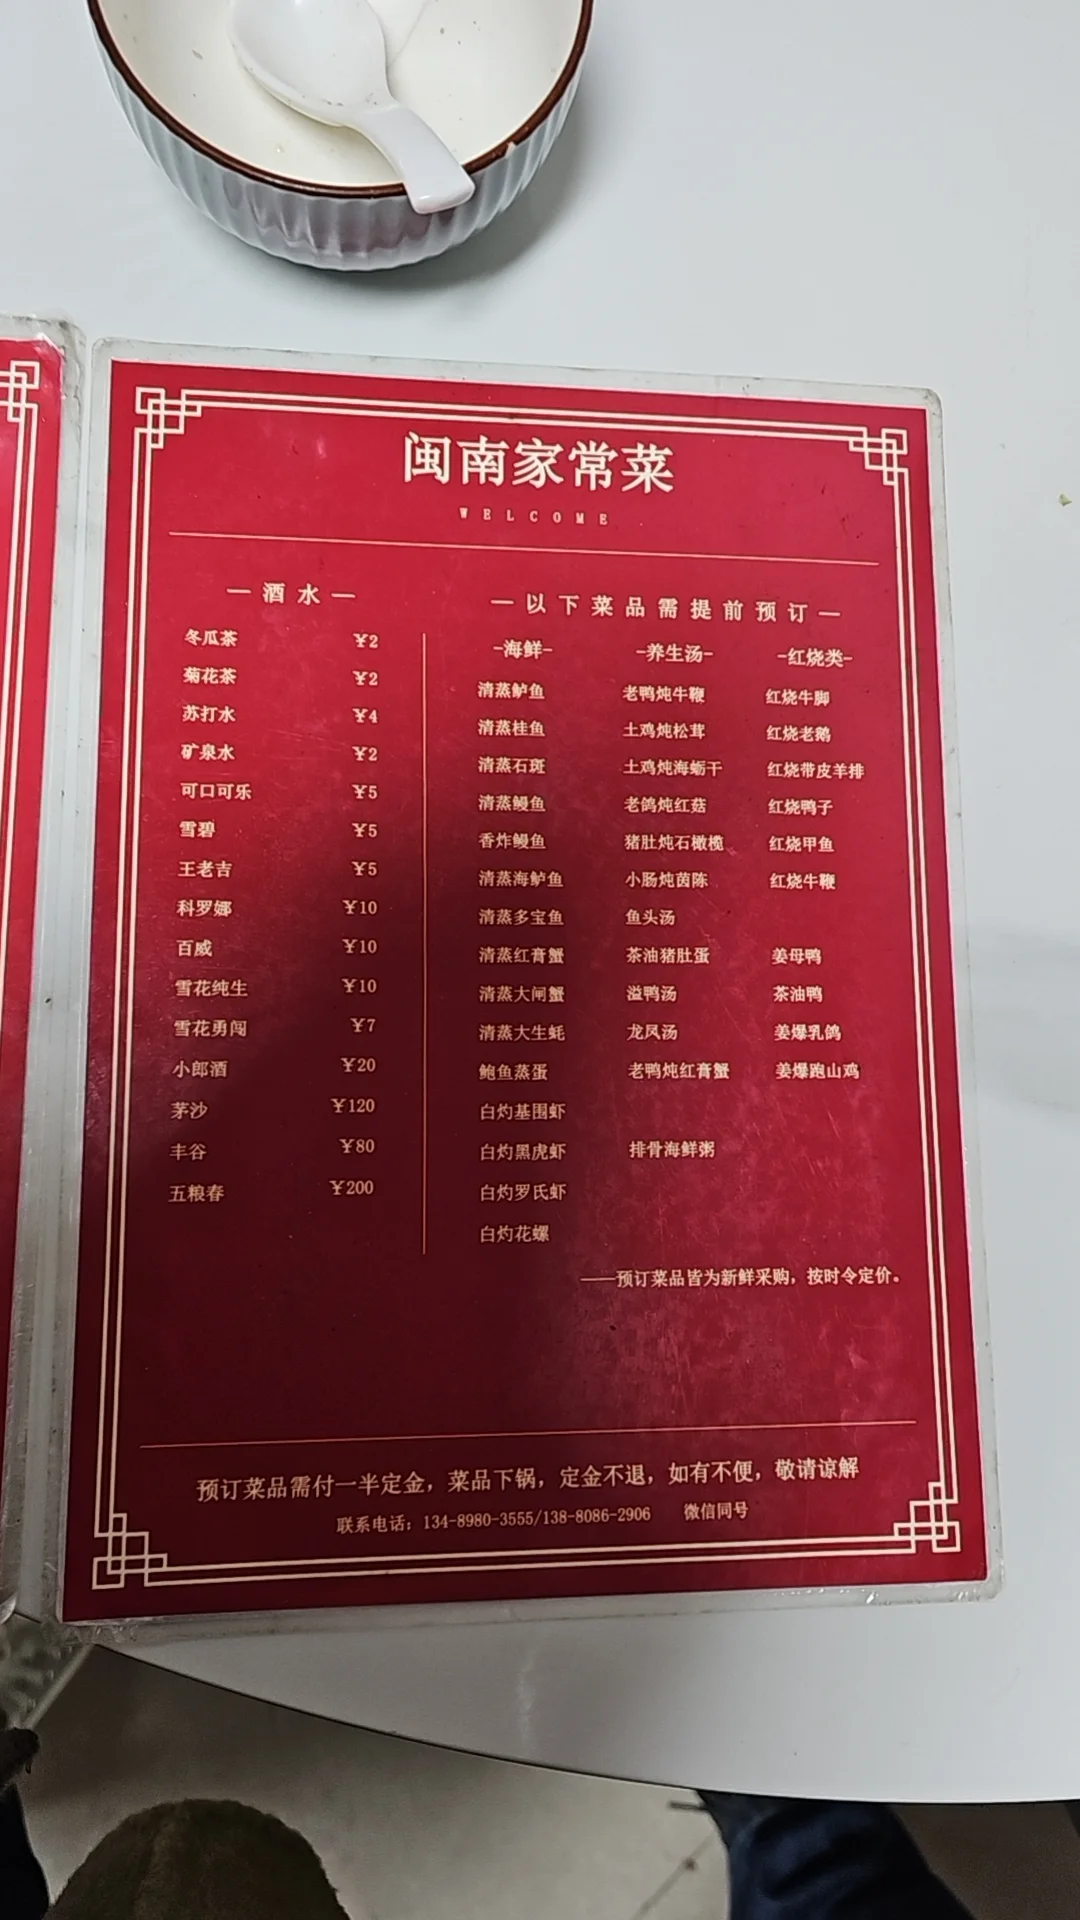 闽南家常菜
WELCOME
— 酒水 —
冬瓜茶 ¥2
菊花茶 ¥2
苏打水 ¥4
矿泉水 ¥2
可口可乐 ¥5
雪碧 ¥5
王老吉 ¥5
科罗娜 ¥10
百威 ¥10
雪花纯生 ¥10
雪花勇闯 ¥7
小郎酒 ¥20
茅沙 ¥120
丰谷 ¥80
五粮春 ¥200
— 以下菜品需提前预订 —
-海鲜-
清蒸鲈鱼
清蒸桂鱼
清蒸石斑
清蒸鳗鱼
香炸鳗鱼
清蒸海鲈鱼
清蒸多宝鱼
清蒸红膏蟹
清蒸大闸蟹
清蒸大生蚝
鲍鱼蒸蛋
白灼基围虾
白灼黑虎虾
白灼罗氏虾
白灼花螺
-养生汤-
老鸭炖牛鞭
土鸡炖松茸
土鸡炖海蛎干
老鸽炖红菇
猪肚炖石橄榄
小肠炖茵陈
鱼头汤
茶油猪肚蛋
溢鸭汤
龙凤汤
老鸭炖红膏蟹
排骨海鲜粥
-红烧类-
红烧牛脚
红烧老鹅
红烧带皮羊排
红烧鸭子
红烧甲鱼
红烧牛鞭
姜母鸭
茶油鸭
姜爆乳鸽
姜爆跑山鸡
——预订菜品皆为新鲜采购，按时令定价。
预订菜品需付一半定金，菜品下锅，定金不退，如有不便，敬请谅解
联系电话：134-8980-3555/138-8086-2906 微信同号